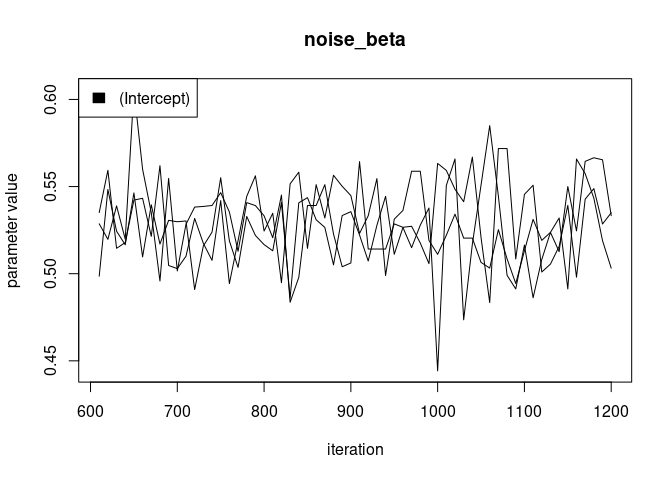 noise_beta
(Intercept)
parameter value
0.60
0.55
0.50
0.45
600 700 800 900 1000 1100 1200
iteration